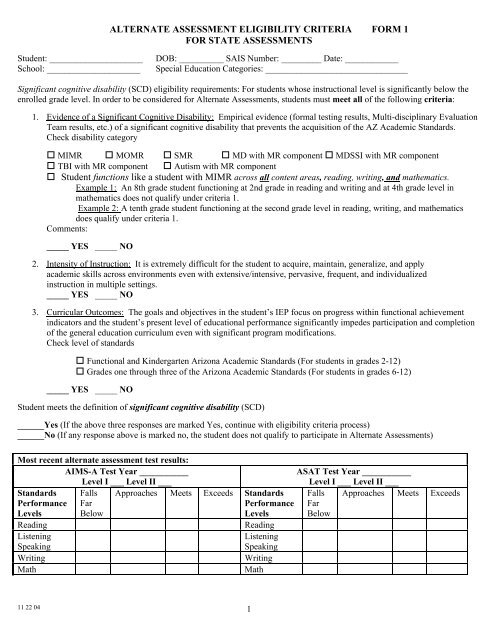 ALTERNATE ASSESSMENT ELIGIBILITY CRITERIA FORM 1
FOR STATE ASSESSMENTS
Student: _____________________ DOB: __________ SAIS Number: _________ Date: ____________
School: _____________________ Special Education Categories: ________________________________
Significant cognitive disability (SCD) eligibility requirements: For students whose instructional level is significantly below the
enrolled grade level. In order to be considered for Alternate Assessments, students must meet all of the following criteria:
1. Evidence of a Significant Cognitive Disability: Empirical evidence (formal testing results, Multi-disciplinary Evaluation
Team results, etc.) of a significant cognitive disability that prevents the acquisition of the AZ Academic Standards.
Check disability category
☐ MIMR ☐ MOMR ☐ SMR ☐ MD with MR component ☐ MDSSI with MR component
☐ TBI with MR component ☐ Autism with MR component
☐ Student functions like a student with MIMR across all content areas, reading, writing, and mathematics.
Example 1: An 8th grade student functioning at 2nd grade in reading and writing and at 4th grade level in
mathematics does not qualify under criteria 1.
Example 2: A tenth grade student functioning at the second grade level in reading, writing, and mathematics
does qualify under criteria 1.
Comments:
_____ YES _____ NO
2. Intensity of Instruction: It is extremely difficult for the student to acquire, maintain, generalize, and apply
academic skills across environments even with extensive/intensive, pervasive, frequent, and individualized
instruction in multiple settings.
_____ YES _____ NO
3. Curricular Outcomes: The goals and objectives in the student's IEP focus on progress within functional achievement
indicators and the student's present level of educational performance significantly impedes participation and completion
of the general education curriculum even with significant program modifications.
Check level of standards
☐ Functional and Kindergarten Arizona Academic Standards (For students in grades 2-12)
☐ Grades one through three of the Arizona Academic Standards (For students in grades 6-12)
_____ YES _____ NO
Student meets the definition of significant cognitive disability (SCD)
______Yes (If the above three responses are marked Yes, continue with eligibility criteria process)
______No (If any response above is marked no, the student does not qualify to participate in Alternate Assessments)
Most recent alternate assessment test results:
AIMS-A Test Year ___________ ASAT Test Year ___________
Level I ___ Level II ___ Level I ___ Level II ___
Standards Falls Approaches Meets Exceeds Standards Falls Approaches Meets Exceeds
Performance Far Performance Far
Levels Below Levels Below
Reading Reading
Listening Listening
Speaking Speaking
Writing Writing
Math Math
11 22 04 1